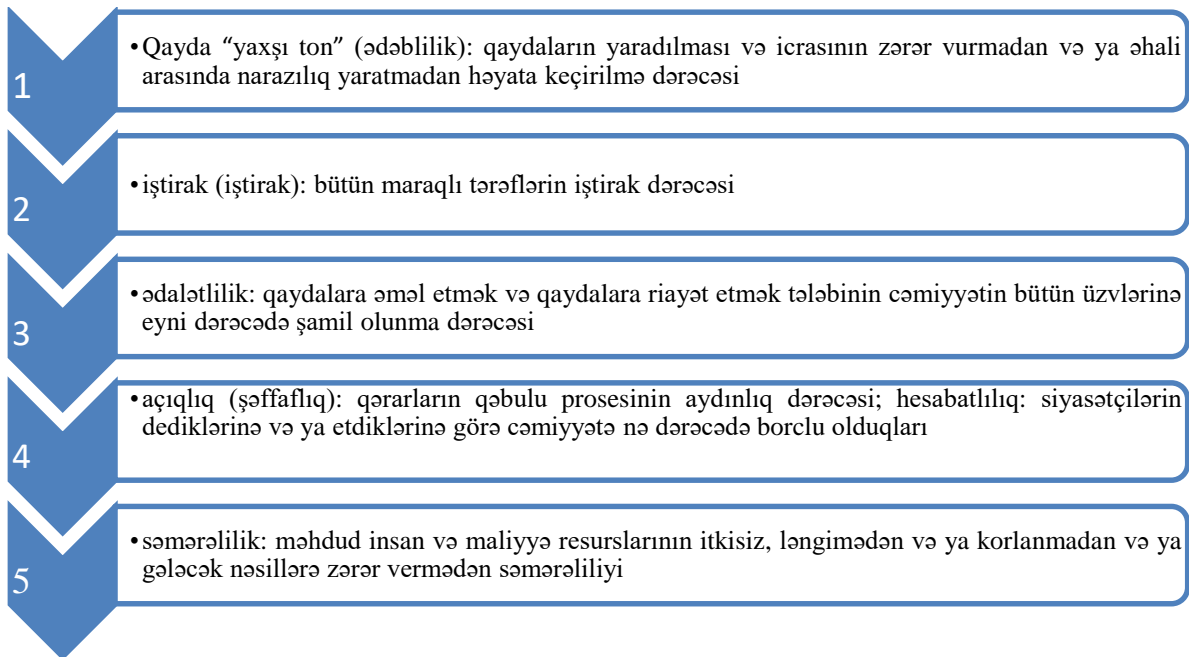 1
•Qayda “yaxşı ton” (ədəblilik): qaydaların yaradılması və icrasının zərər vurmadan və ya əhali
arasında narazılıq yaratmadan həyata keçirilmə dərəcəsi
2
•iştirak (iştirak): bütün maraqlı tərəflərin iştirak dərəcəsi
3
•ədalətlilik: qaydalara əməl etmək və qaydalara riayət etmək tələbinin cəmiyyətin bütün üzvlərinə
eyni dərəcədə şamil olunma dərəcəsi
4
•açıqlıq (şəffaflıq): qərarların qəbulu prosesinin aydınlıq dərəcəsi; hesabatlılıq: siyasətçilərin
dediklərinə və ya etdiklərinə görə cəmiyyətə nə dərəcədə borclu olduqları
5
•səmərəlilik: məhdud insan və maliyyə resurslarının itkisiz, ləngimədən və ya korlanmadan və ya
gələcək nəsillərə zərər vermədən səmərəliliyi